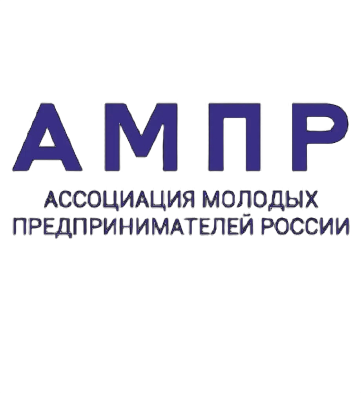 АМПР
АССОЦИАЦИЯ МОЛОДЫХ
ПРЕДПРИНИМАТЕЛЕЙ РОССИИ